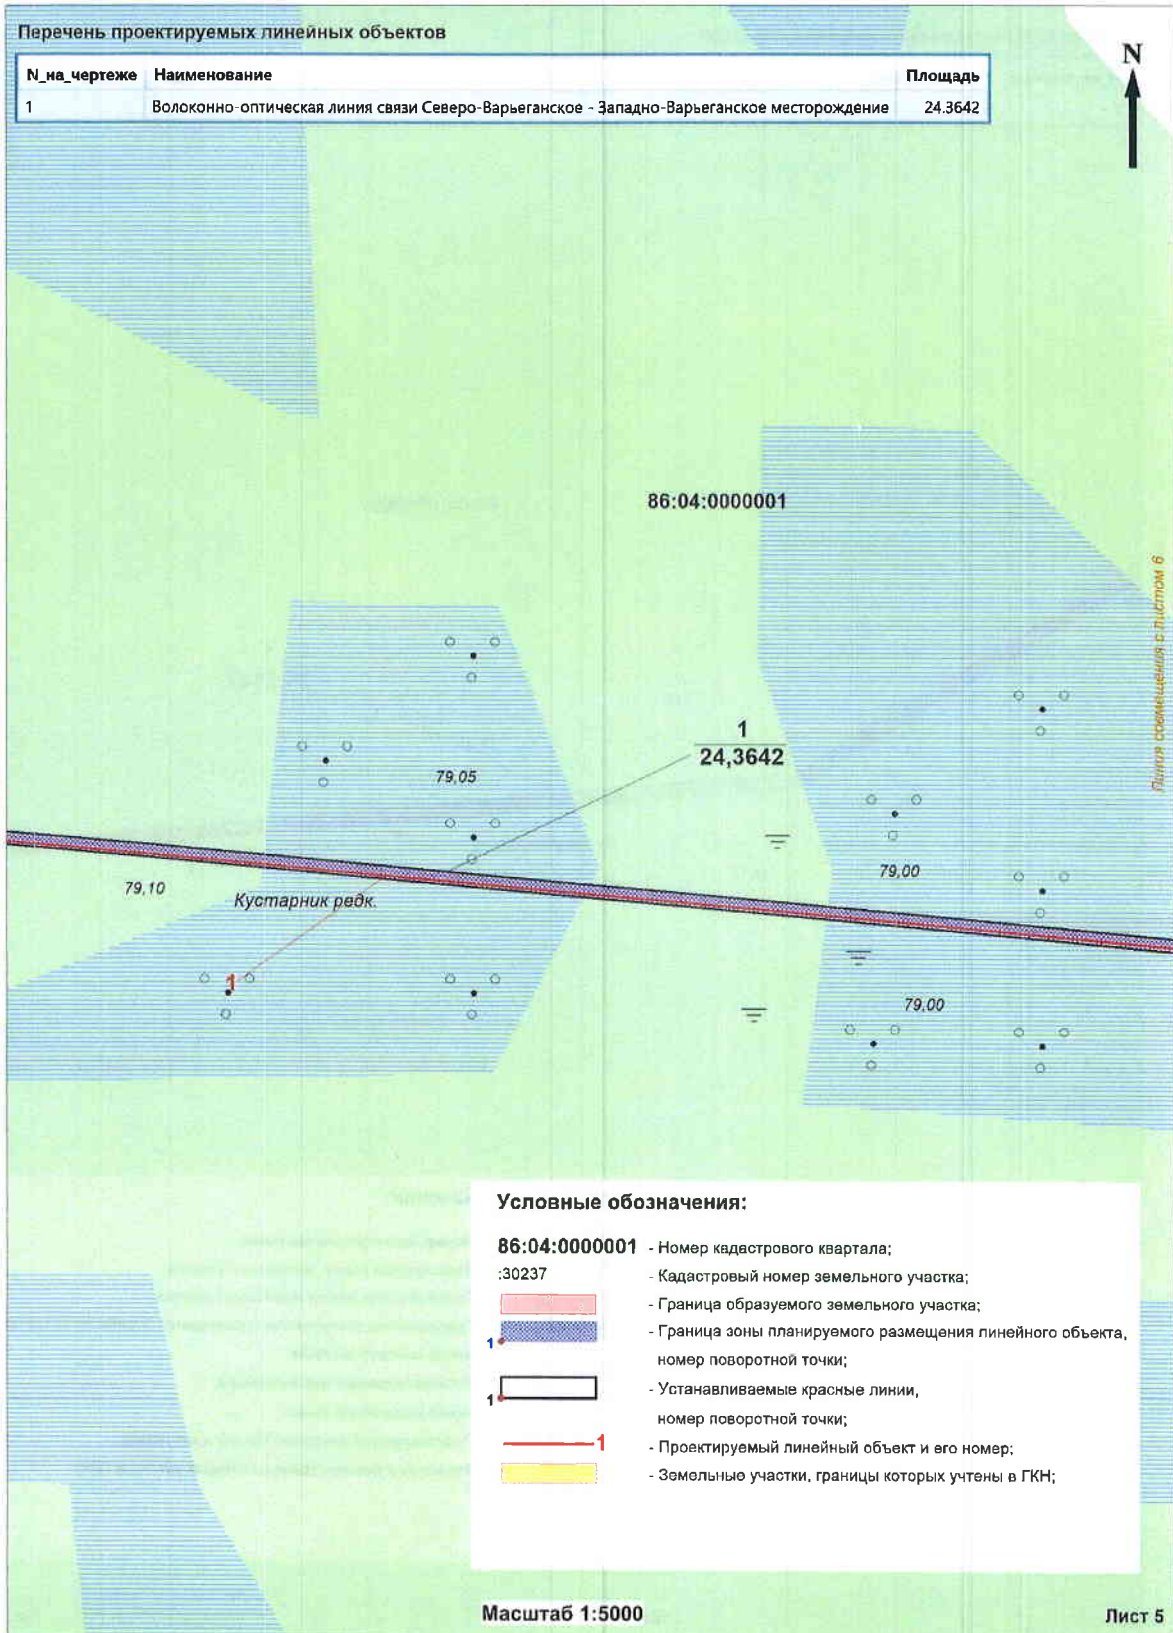 Перечень проектируемых линейных объектов
N_на_чертеже Наименование Площадь
1 Волоконно-оптическая линия связи Северо-Варьеганское - Западно-Варьеганское месторождение 24.3642
N
86:04:0000001
Линия совмещения с листом 6
1
24,3642
79,05
79,00
79,10
Кустарник редк.
1
79,00
Условные обозначения:
86:04:0000001 - Номер кадастрового квартала;
:30237 - Кадастровый номер земельного участка;
- Граница образуемого земельного участка;
1 - Граница зоны планируемого размещения линейного объекта,
номер поворотной точки;
1 - Устанавливаемые красные линии,
номер поворотной точки;
1 - Проектируемый линейный объект и его номер;
- Земельные участки, границы которых учтены в ГКН;
Масштаб 1:5000
Лист 5